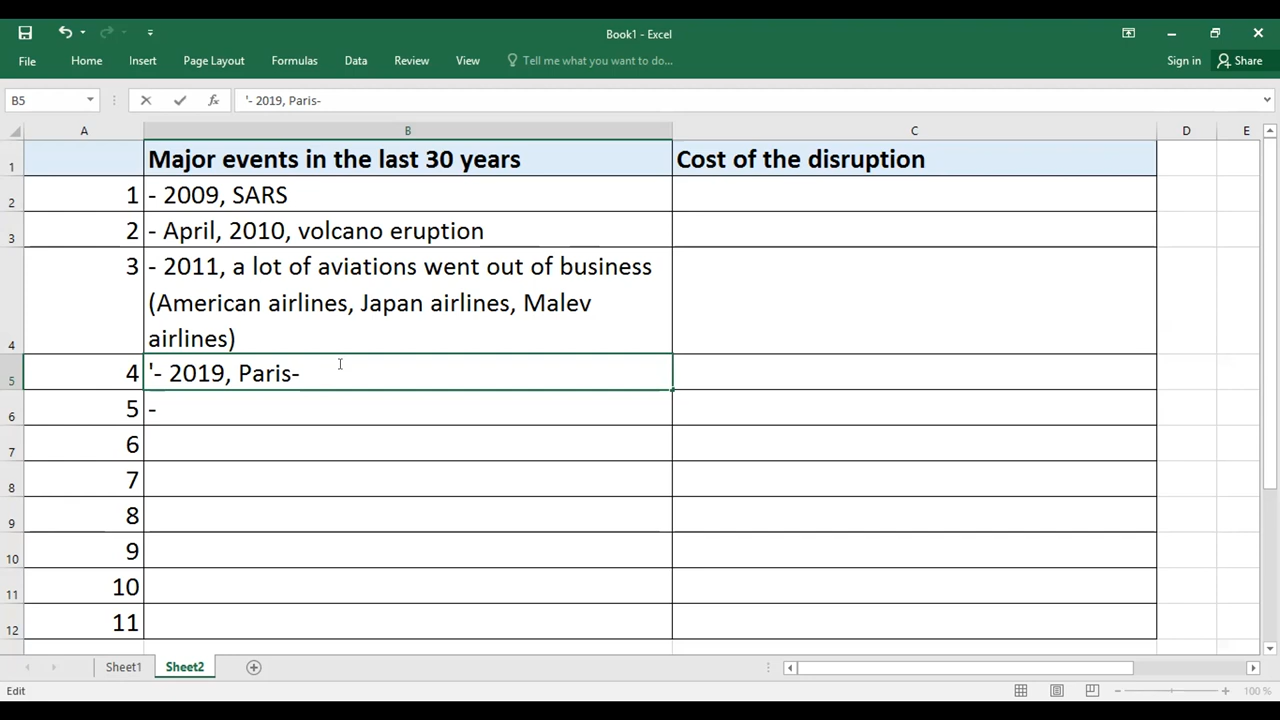 Book1 - Excel
File Home Insert Page Layout Formulas Data Review View Tell me what you want to do... Sign in Share
B5 fx '- 2019, Paris-
A B C D E
1 Major events in the last 30 years Cost of the disruption
2 1 - 2009, SARS
3 2 - April, 2010, volcano eruption
3 - 2011, a lot of aviations went out of business
(American airlines, Japan airlines, Malev
4 airlines)
5 4 '- 2019, Paris-
6 5 -
7 6
8 7
9 8
10 9
11 10
12 11
Sheet1 Sheet2
Edit 100 %